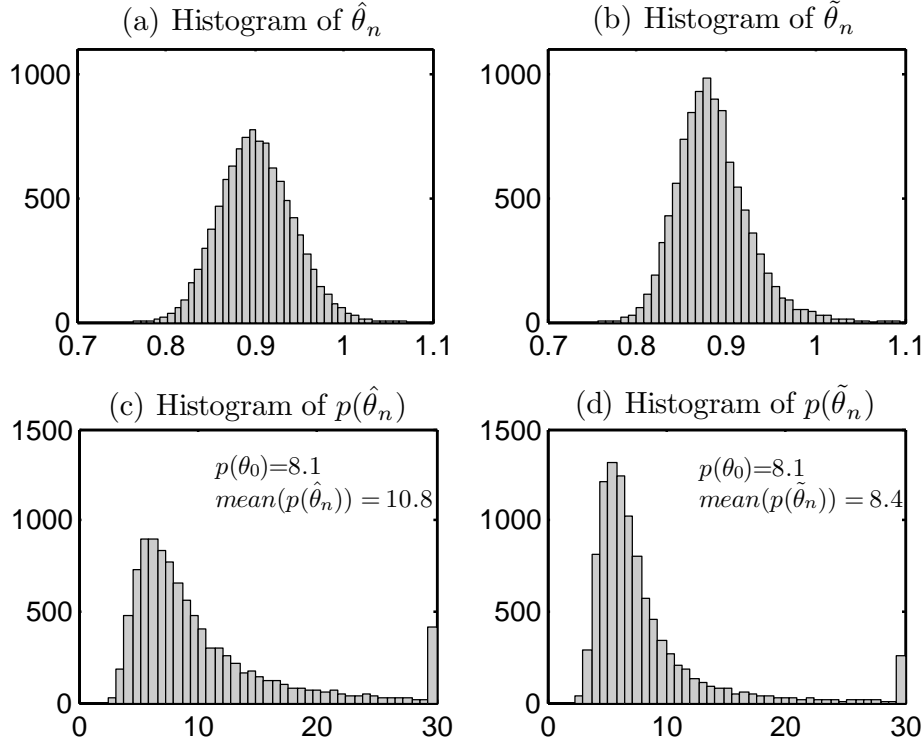 (a) Histogram of θ̂ₙ
(b) Histogram of θ̃ₙ
1000
500
0
0.7 0.8 0.9 1 1.1
1000
500
0
0.7 0.8 0.9 1 1.1
(c) Histogram of p(θ̂ₙ)
(d) Histogram of p(θ̃ₙ)
1500
1000
500
0
0 10 20 30
p(θ₀)=8.1
mean(p(θ̂ₙ)) = 10.8
1500
1000
500
0
0 10 20 30
p(θ₀)=8.1
mean(p(θ̃ₙ)) = 8.4